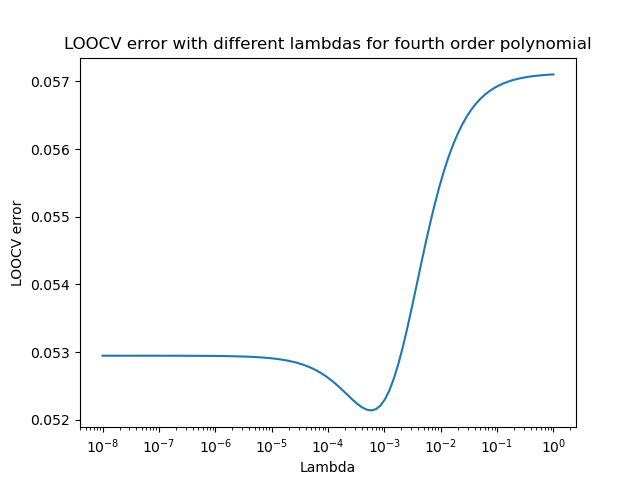 LOOCV error with different lambdas for fourth order polynomial
0.057
0.056
0.055
0.054
0.053
0.052
LOOCV error
10⁻⁸ 10⁻⁷ 10⁻⁶ 10⁻⁵ 10⁻⁴ 10⁻³ 10⁻² 10⁻¹ 10⁰
Lambda